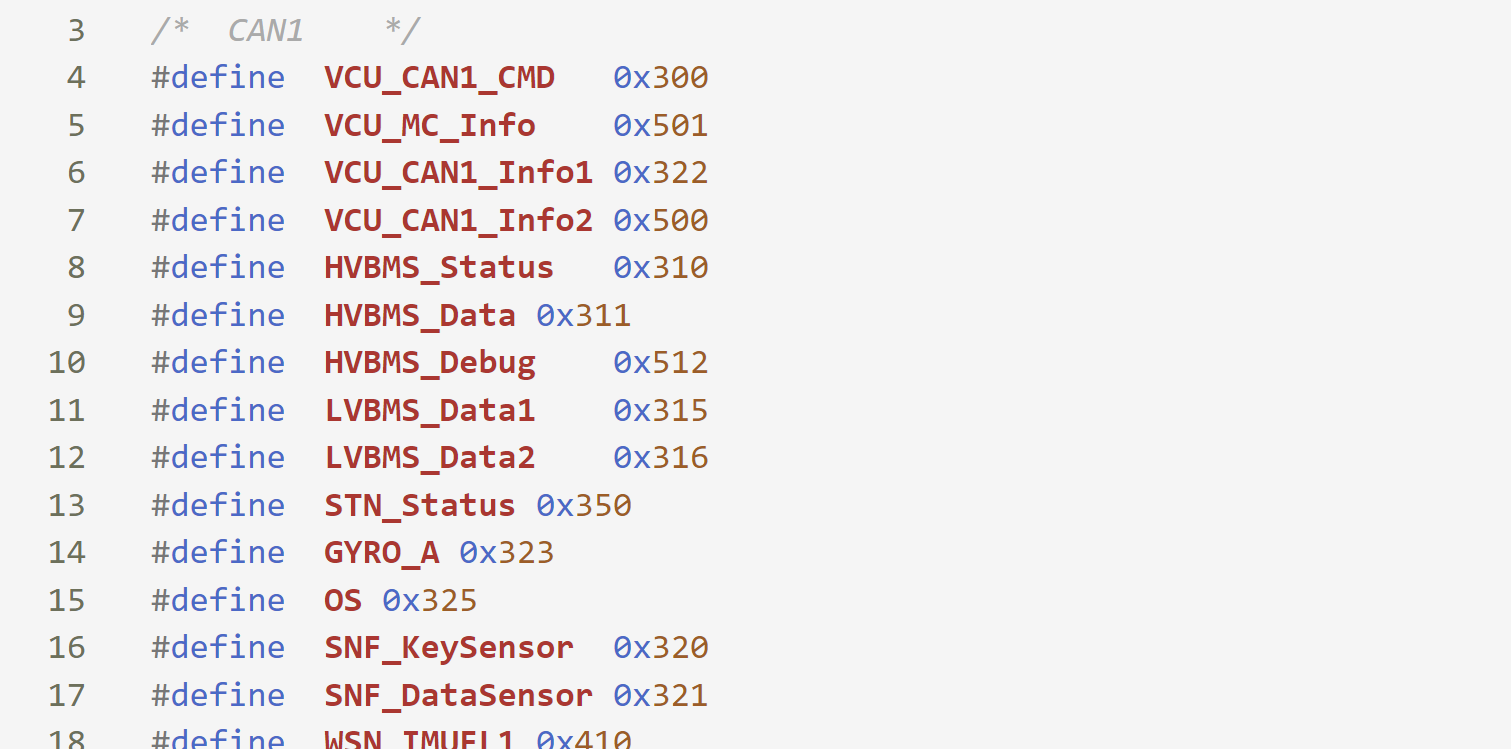 3 /* CAN1 */
4 #define VCU_CAN1_CMD 0x300
5 #define VCU_MC_Info 0x501
6 #define VCU_CAN1_Info1 0x322
7 #define VCU_CAN1_Info2 0x500
8 #define HVBMS_Status 0x310
9 #define HVBMS_Data 0x311
10 #define HVBMS_Debug 0x512
11 #define LVBMS_Data1 0x315
12 #define LVBMS_Data2 0x316
13 #define STN_Status 0x350
14 #define GYRO_A 0x323
15 #define OS 0x325
16 #define SNF_KeySensor 0x320
17 #define SNF_DataSensor 0x321
18 #define WSN_IMUFL1 0x410